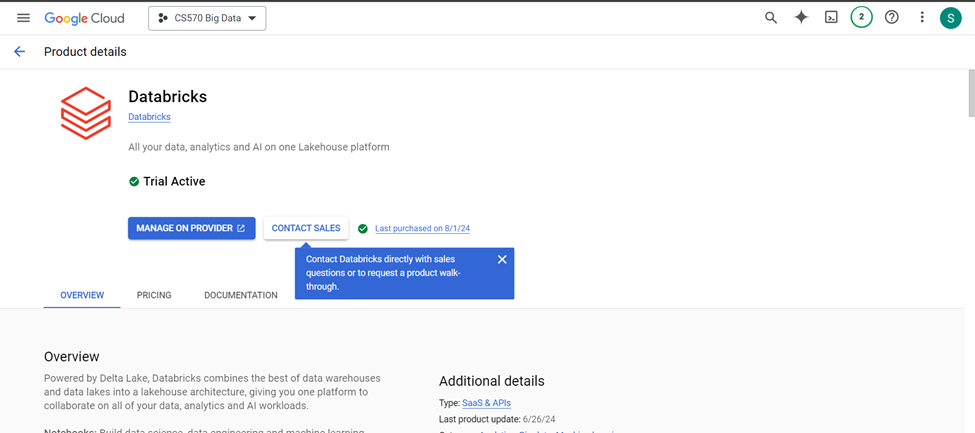 Google Cloud
CS570 Big Data
2
S
Product details
Databricks
Databricks
All your data, analytics and AI on one Lakehouse platform
Trial Active
MANAGE ON PROVIDER
CONTACT SALES
Last purchased on 8/1/24
Contact Databricks directly with sales
questions or to request a product walk-
through.
OVERVIEW
PRICING
DOCUMENTATION
Overview
Powered by Delta Lake, Databricks combines the best of data warehouses
and data lakes into a lakehouse architecture, giving you one platform to
collaborate on all of your data, analytics and AI workloads.
Notebooks: Build data science, data engineering and machine learning
Additional details
Type: SaaS & APIs
Last product update: 6/26/24